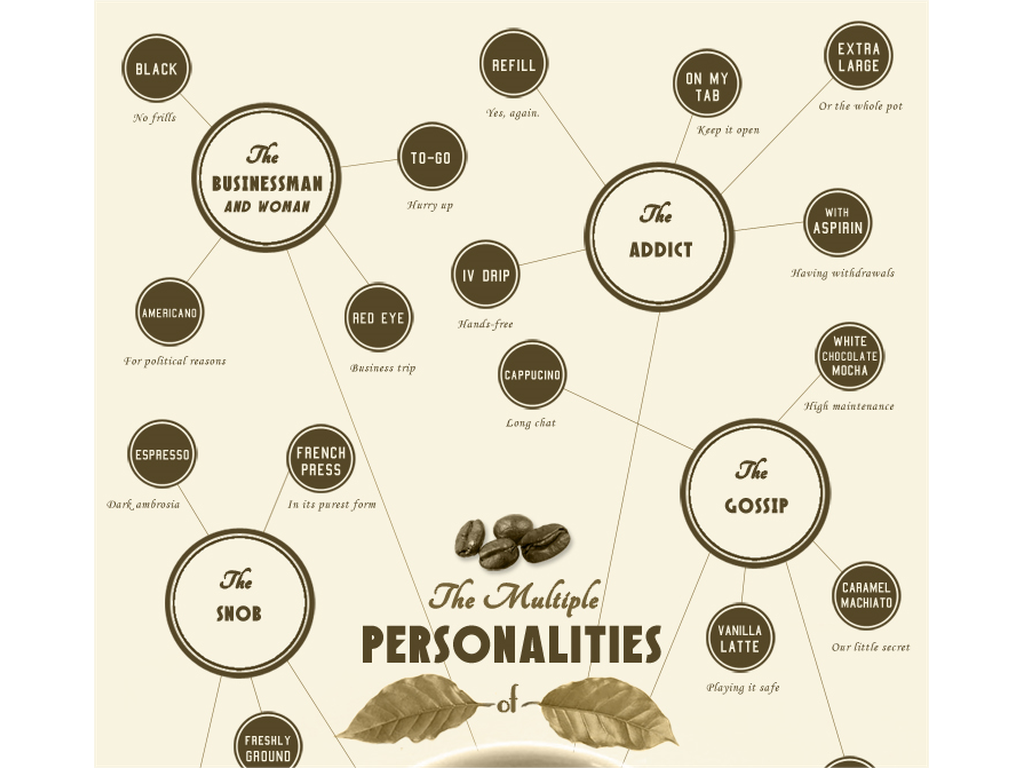 BLACK
No frills
The
BUSINESSMAN
AND WOMAN
TO-GO
Hurry up
AMERICANO
For political reasons
RED EYE
Business trip
REFILL
Yes, again.
ON MY
TAB
Keep it open
EXTRA
LARGE
Or the whole pot
The
ADDICT
WITH
ASPIRIN
Having withdrawals
IV DRIP
Hands-free
CAPPUCINO
Long chat
WHITE
CHOCOLATE
MOCHA
High maintenance
The
GOSSIP
CARAMEL
MACHIATO
Our little secret
VANILLA
LATTE
Playing it safe
ESPRESSO
Dark ambrosia
FRENCH
PRESS
In its purest form
The
SNOB
FRESHLY
GROUND
The Multiple
PERSONALITIES
of